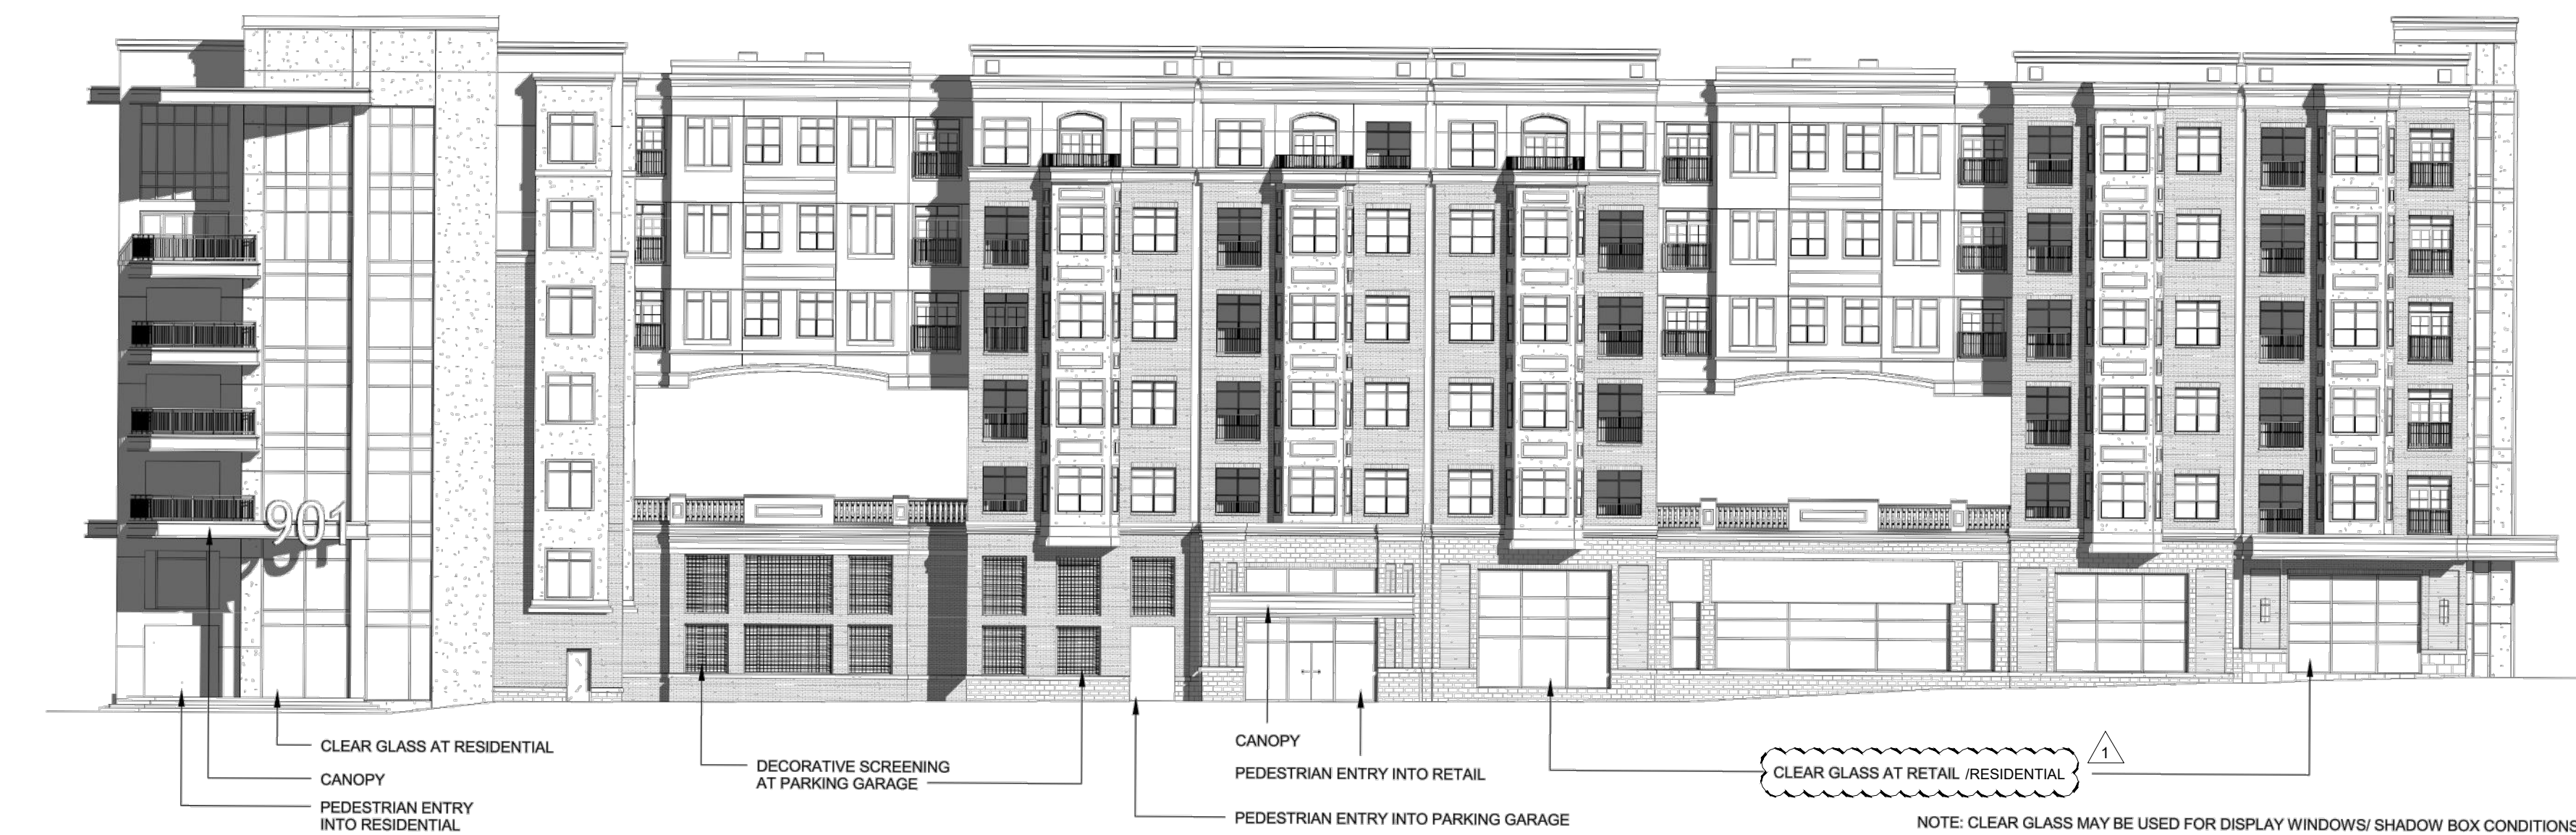 901
CLEAR GLASS AT RESIDENTIAL
CANOPY
PEDESTRIAN ENTRY
INTO RESIDENTIAL
DECORATIVE SCREENING
AT PARKING GARAGE
CANOPY
PEDESTRIAN ENTRY INTO RETAIL
PEDESTRIAN ENTRY INTO PARKING GARAGE
CLEAR GLASS AT RETAIL /RESIDENTIAL
1
NOTE: CLEAR GLASS MAY BE USED FOR DISPLAY WINDOWS/ SHADOW BOX CONDITIONS